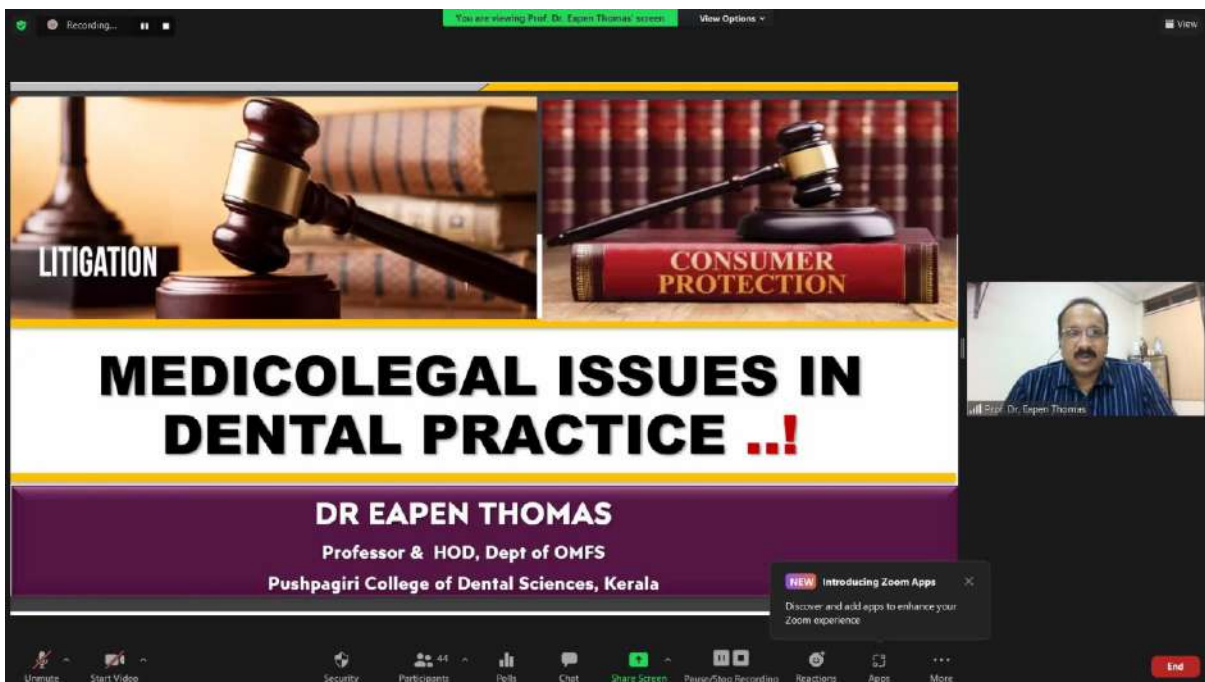 Recording...
You are viewing Prof. Dr. Eapen Thomas' screen
View Options
View
LITIGATION
CONSUMER
PROTECTION
MEDICOLEGAL ISSUES IN
DENTAL PRACTICE ..!
DR EAPEN THOMAS
Professor & HOD, Dept of OMFS
Pushpagiri College of Dental Sciences, Kerala
Prof. Dr. Eapen Thomas
NEW Introducing Zoom Apps
Discover and add apps to enhance your
Zoom experience
Unmute
Start Video
Security
44
Participants
Polls
Chat
Share Screen
Pause/Stop Recording
Reactions
Apps
More
End